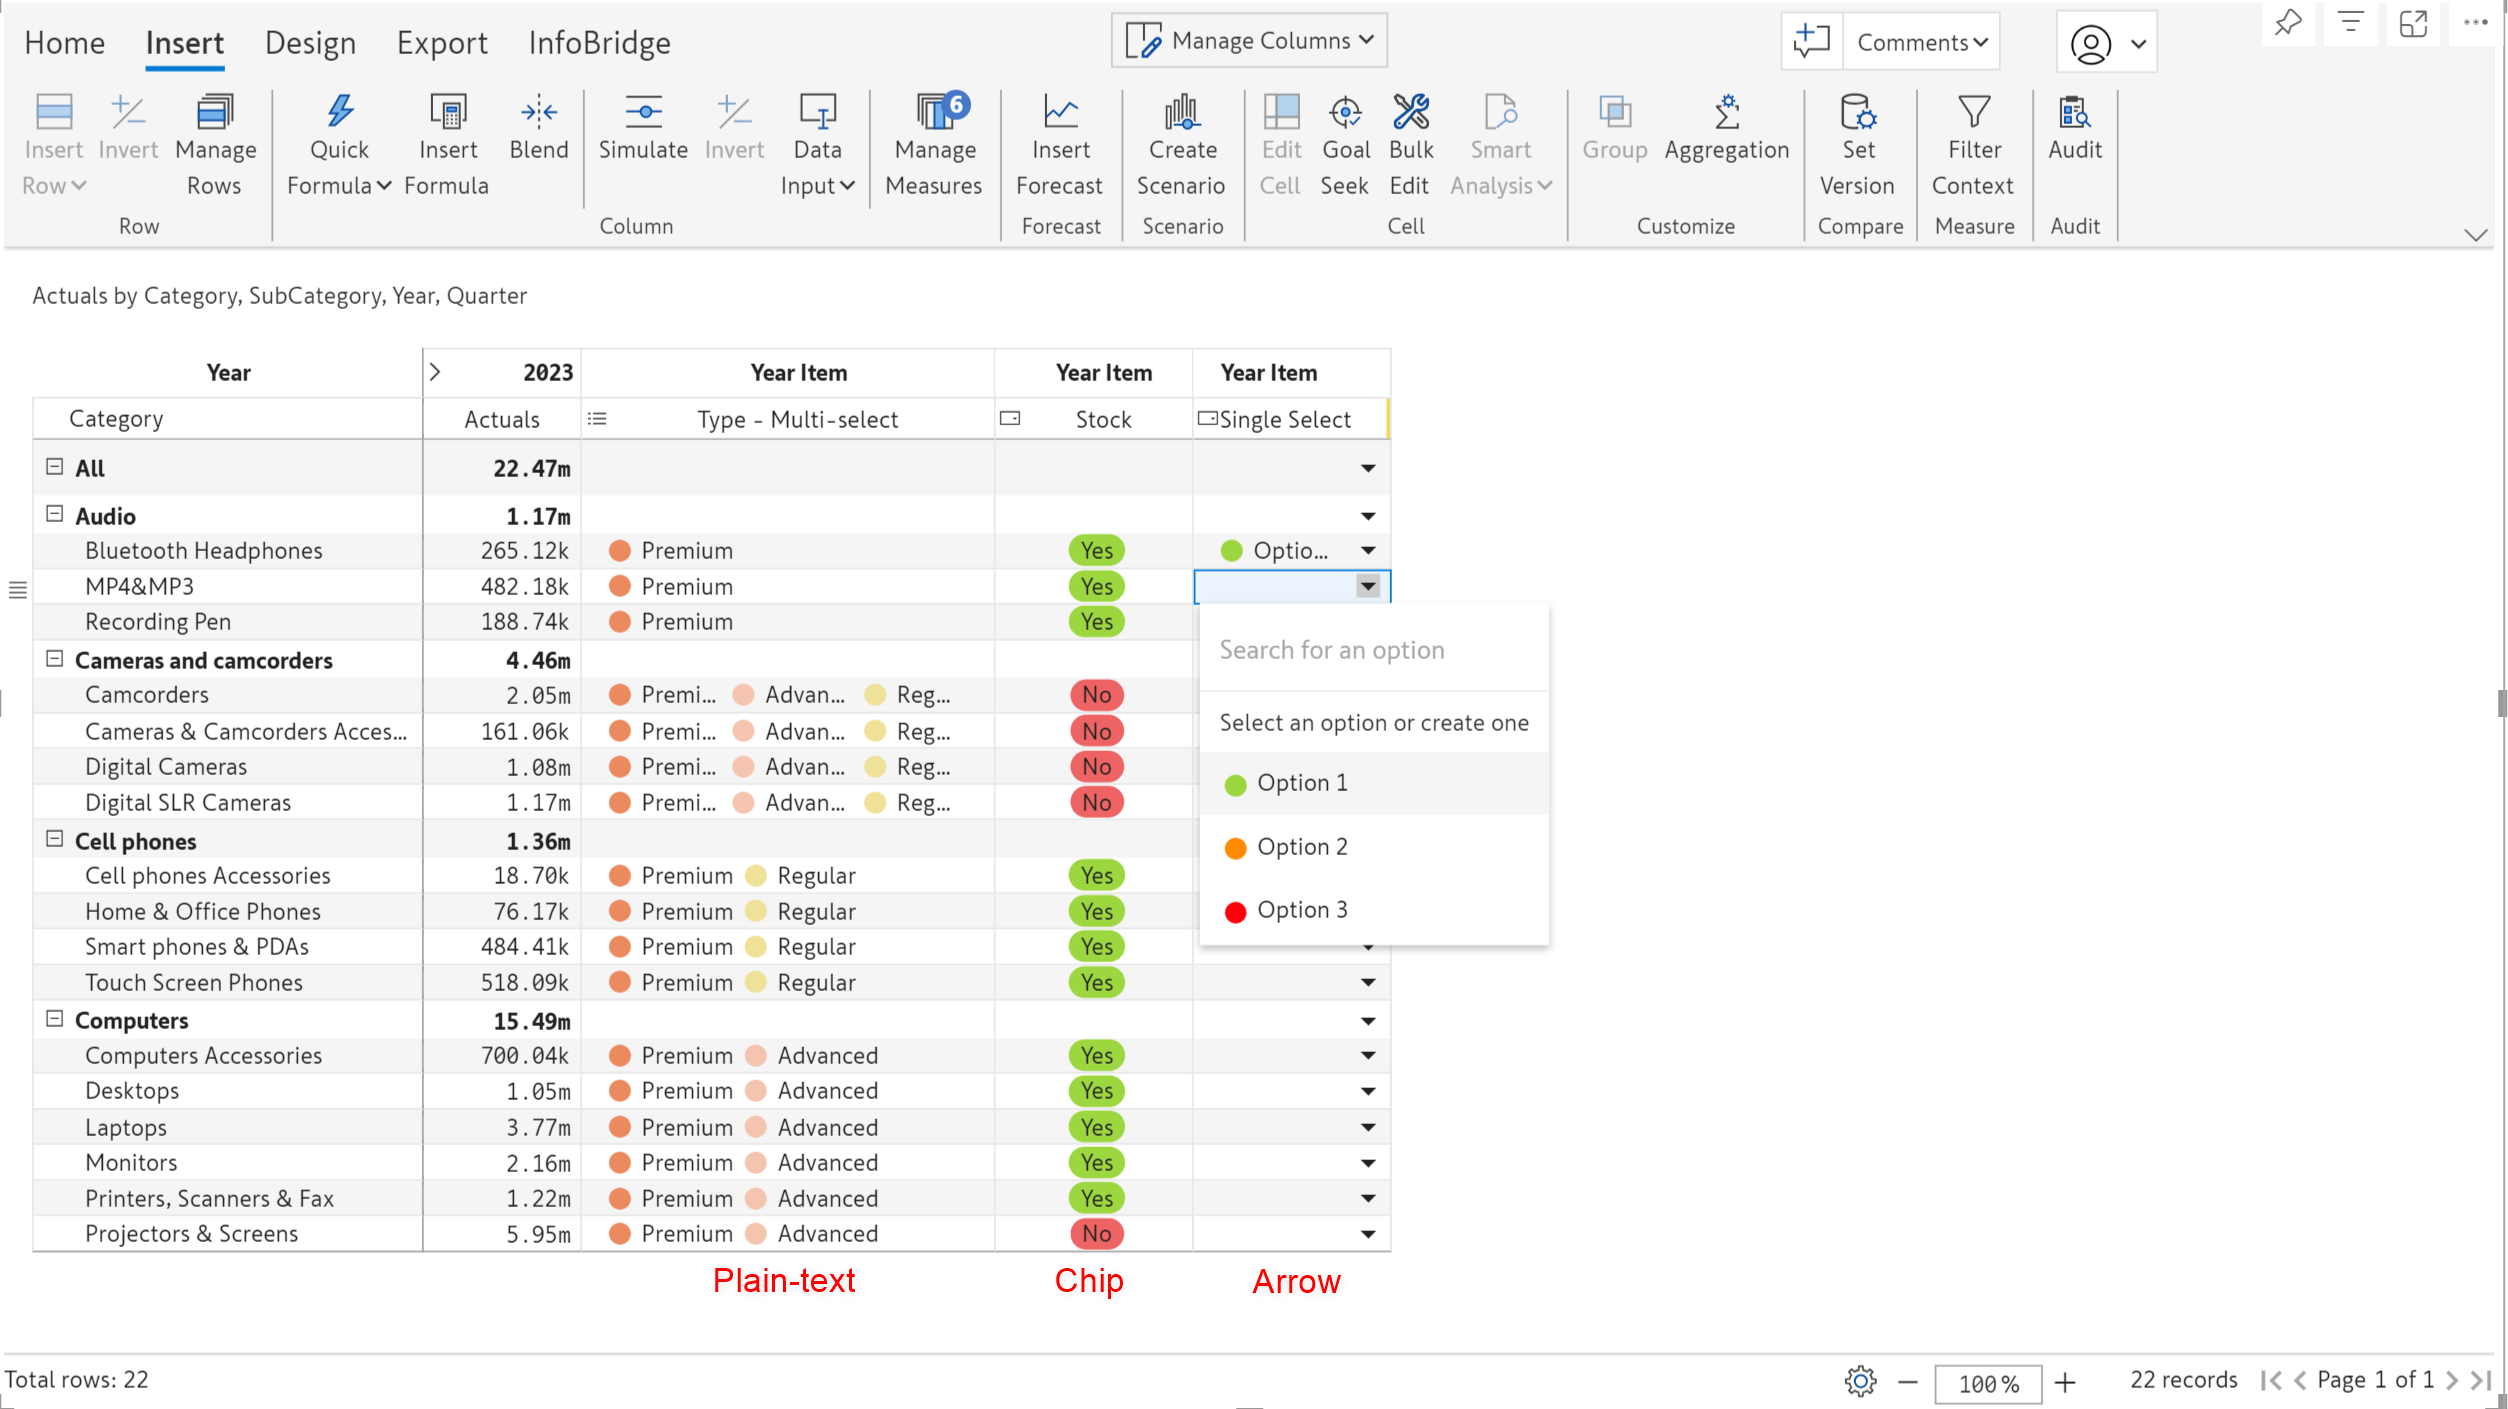 Home Insert Design Export InfoBridge Manage Columns Comments
Insert Invert Manage Quick Insert Blend Simulate Invert Data Manage Insert Create Edit Goal Bulk Smart Group Aggregation Set Filter Audit
6
Row Rows Formula Formula Input Measures Forecast Scenario Cell Seek Edit Analysis Version Context
Row Column Forecast Scenario Cell Customize Compare Measure Audit
Actuals by Category, SubCategory, Year, Quarter
Year 2023 Year Item Year Item Year Item
Category Actuals Type - Multi-select Stock Single Select
All 22.47m
Audio 1.17m
Bluetooth Headphones 265.12k Premium Yes Optio...
MP4&MP3 482.18k Premium Yes
Recording Pen 188.74k Premium Yes
Search for an option
Cameras and camcorders 4.46m
Camcorders 2.05m Premi... Advan... Reg... No
Select an option or create one
Cameras & Camcorders Acces... 161.06k Premi... Advan... Reg... No
Digital Cameras 1.08m Premi... Advan... Reg... No
Option 1
Digital SLR Cameras 1.17m Premi... Advan... Reg... No
Cell phones 1.36m
Option 2
Cell phones Accessories 18.70k Premium Regular Yes
Home & Office Phones 76.17k Premium Regular Yes
Option 3
Smart phones & PDAs 484.41k Premium Regular Yes
Touch Screen Phones 518.09k Premium Regular Yes
Computers 15.49m
Computers Accessories 700.04k Premium Advanced Yes
Desktops 1.05m Premium Advanced Yes
Laptops 3.77m Premium Advanced Yes
Monitors 2.16m Premium Advanced Yes
Printers, Scanners & Fax 1.22m Premium Advanced Yes
Projectors & Screens 5.95m Premium Advanced No
Plain-text Chip Arrow
Total rows: 22 100% 22 records Page 1 of 1